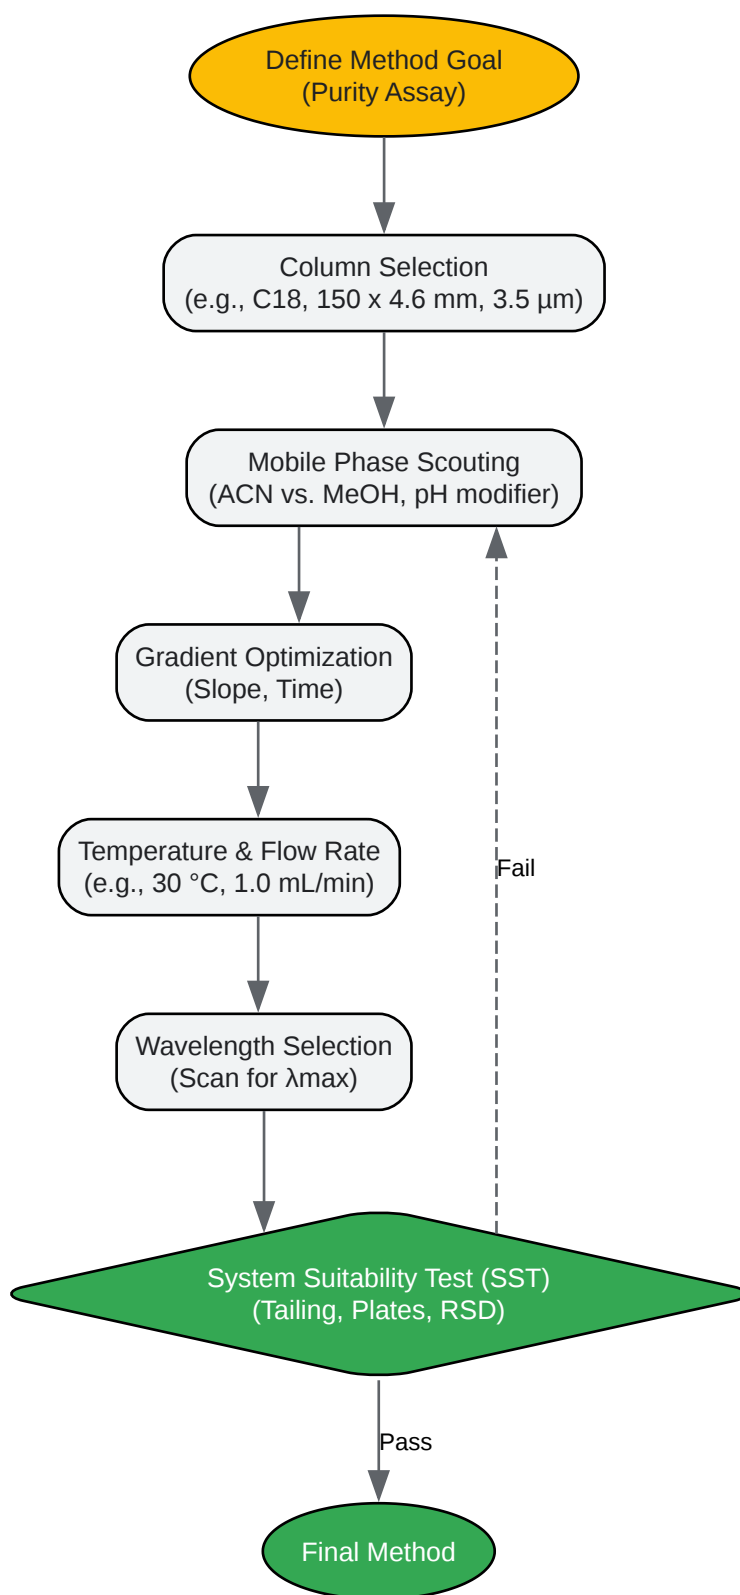 Define Method Goal
(Purity Assay)
Column Selection
(e.g., C18, 150 x 4.6 mm, 3.5 µm)
Mobile Phase Scouting
(ACN vs. MeOH, pH modifier)
Gradient Optimization
(Slope, Time)
Temperature & Flow Rate
(e.g., 30 °C, 1.0 mL/min)
Fail
Wavelength Selection
(Scan for λmax)
System Suitability Test (SST)
(Tailing, Plates, RSD)
Pass
Final Method